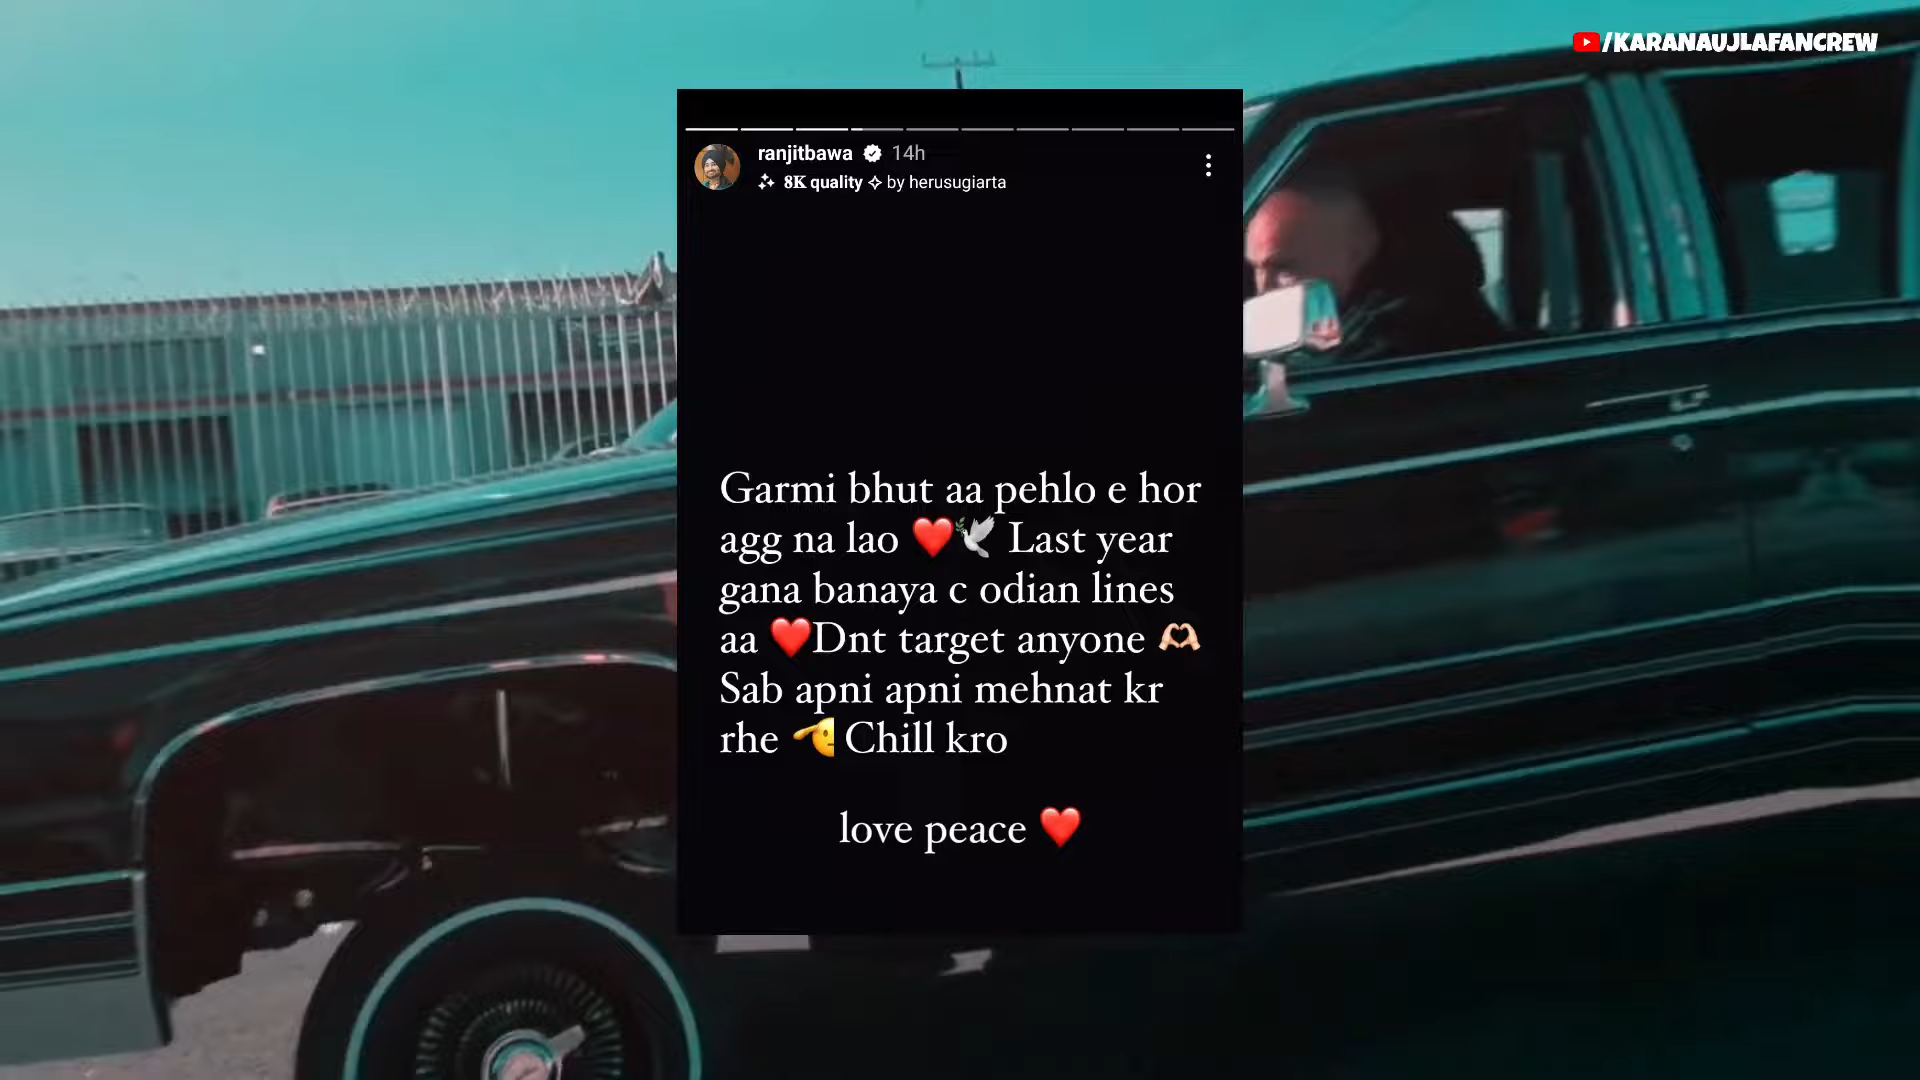 /KARANAUJLAFANCREW
ranjitbawa 14h
8K quality ✧ by herusugiarta
Garmi bhut aa pehlo e hor
agg na lao ❤️🕊️ Last year
gana banaya c odian lines
aa ❤️Dnt target anyone 🫶🏻
Sab apni apni mehnat kr
rhe 🫡 Chill kro
love peace ❤️